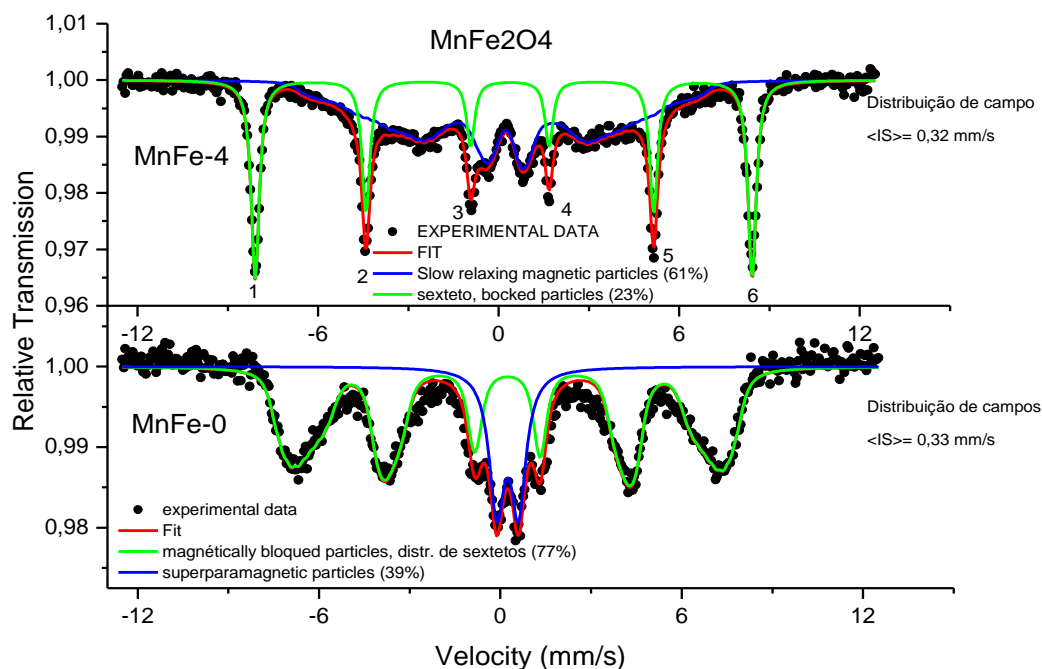 1,01
MnFe2O4
1,00
Distribuição de campo
0,99
<IS>= 0,32 mm/s
MnFe-4
0,98
3
4
EXPERIMENTAL DATA
FIT
0,97
2
5
Slow relaxing magnetic particles (61%)
1
6
sexteto, bocked particles (23%)
0,96
-12
-6
0
6
12
Relative Transmission
1,00
MnFe-0
Distribuição de campos
0,99
<IS>= 0,33 mm/s
experimental data
0,98
Fit
magnétically bloqued particles, distr. de sextetos (77%)
superparamagnetic particles (39%)
-12
-6
0
6
12
Velocity (mm/s)